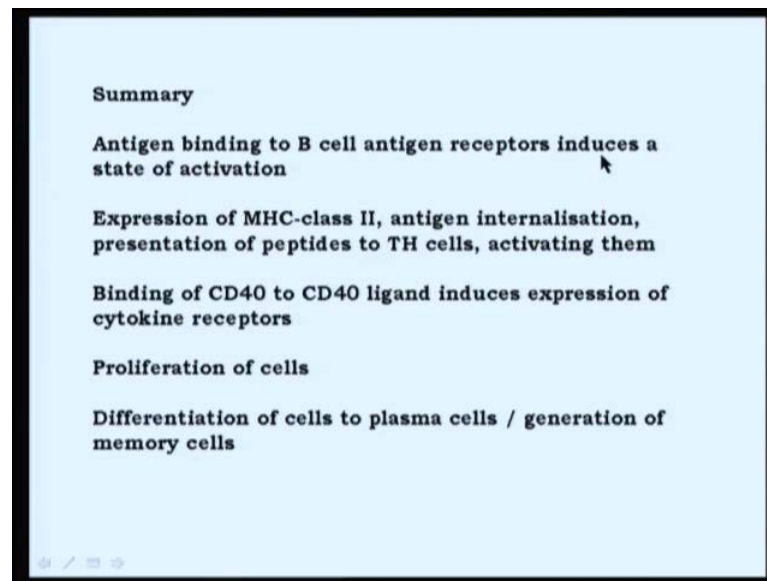 Summary
Antigen binding to B cell antigen receptors induces a
state of activation
Expression of MHC-class II, antigen internalisation,
presentation of peptides to TH cells, activating them
Binding of CD40 to CD40 ligand induces expression of
cytokine receptors
Proliferation of cells
Differentiation of cells to plasma cells / generation of
memory cells